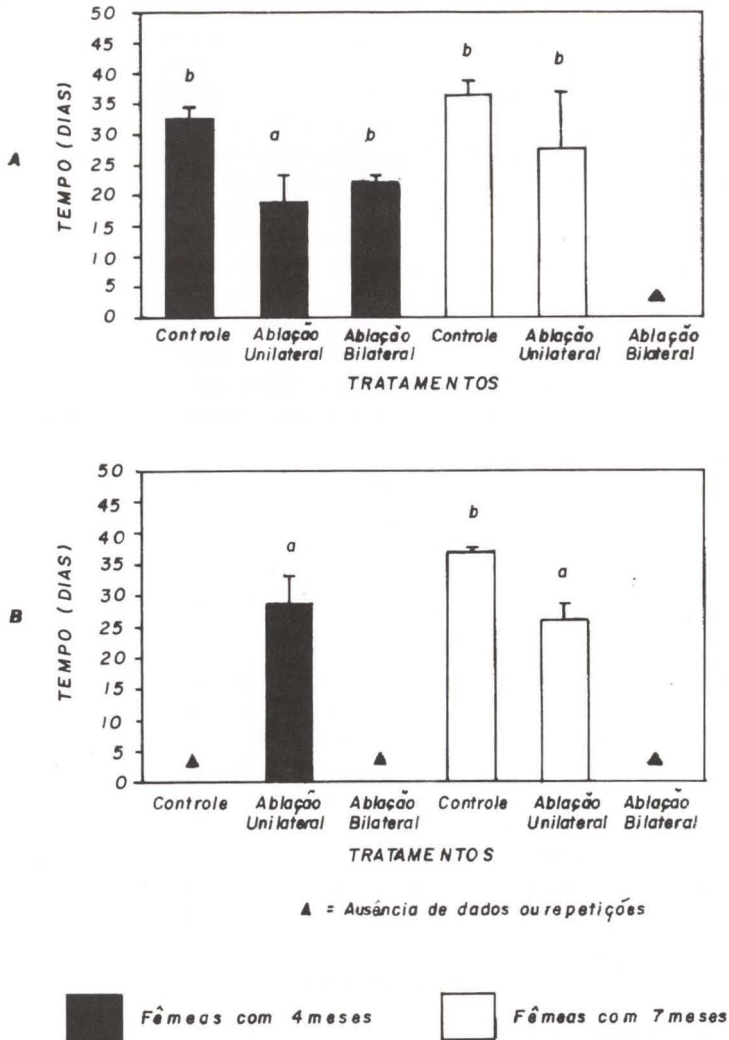 A
TEMPO (DIAS)
50
45
40
35
30
25
20
15
10
5
0
b
a
b
b
b
▲
Controle
Ablação
Unilateral
Ablação
Bilateral
Controle
Ablação
Unilateral
Ablação
Bilateral
TRATAMENTOS
B
TEMPO (DIAS)
50
45
40
35
30
25
20
15
10
5
0
▲
a
▲
b
a
▲
Controle
Ablação
Unilateral
Ablação
Bilateral
Controle
Ablação
Unilateral
Ablação
Bilateral
TRATAMENTOS
▲ = Ausência de dados ou repetições
Fêmeas com 4 meses
Fêmeas com 7 meses